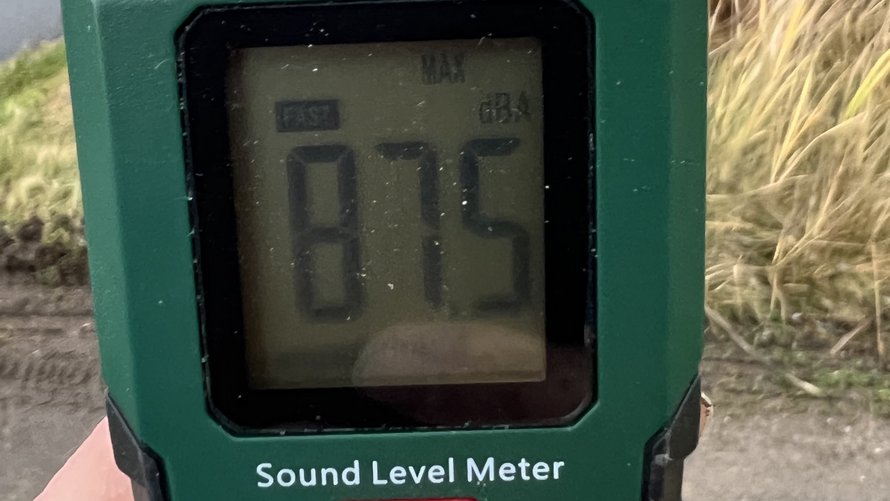 MAX
FAST
dBA
87.5
Sound Level Meter